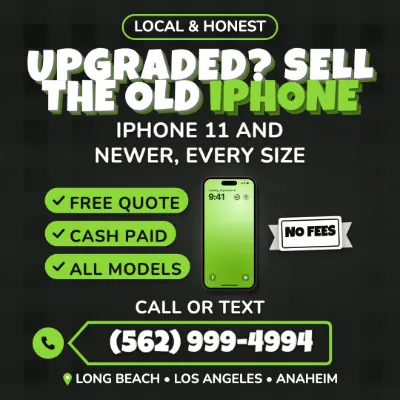 LOCAL & HONEST
UPGRADED? SELL
THE OLD IPHONE
IPHONE 11 AND
NEWER, EVERY SIZE
FREE QUOTE
CASH PAID
ALL MODELS
9:41
NO FEES
CALL OR TEXT
(562) 999-4994
LONG BEACH • LOS ANGELES • ANAHEIM